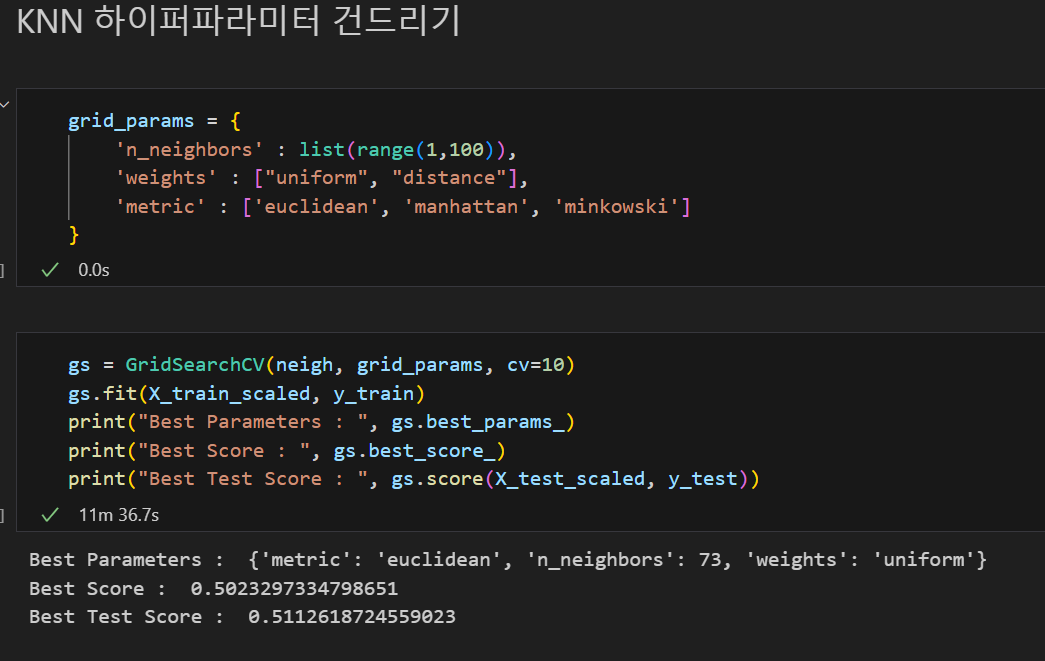 KNN 하이퍼파라미터 건드리기
grid_params = {
    'n_neighbors' : list(range(1,100)),
    'weights' : ["uniform", "distance"],
    'metric' : ['euclidean', 'manhattan', 'minkowski']
}
] ✓ 0.0s
gs = GridSearchCV(neigh, grid_params, cv=10)
gs.fit(X_train_scaled, y_train)
print("Best Parameters : ", gs.best_params_)
print("Best Score : ", gs.best_score_)
print("Best Test Score : ", gs.score(X_test_scaled, y_test))
] ✓ 11m 36.7s
Best Parameters :  {'metric': 'euclidean', 'n_neighbors': 73, 'weights': 'uniform'}
Best Score :  0.5023297334798651
Best Test Score :  0.5112618724559023